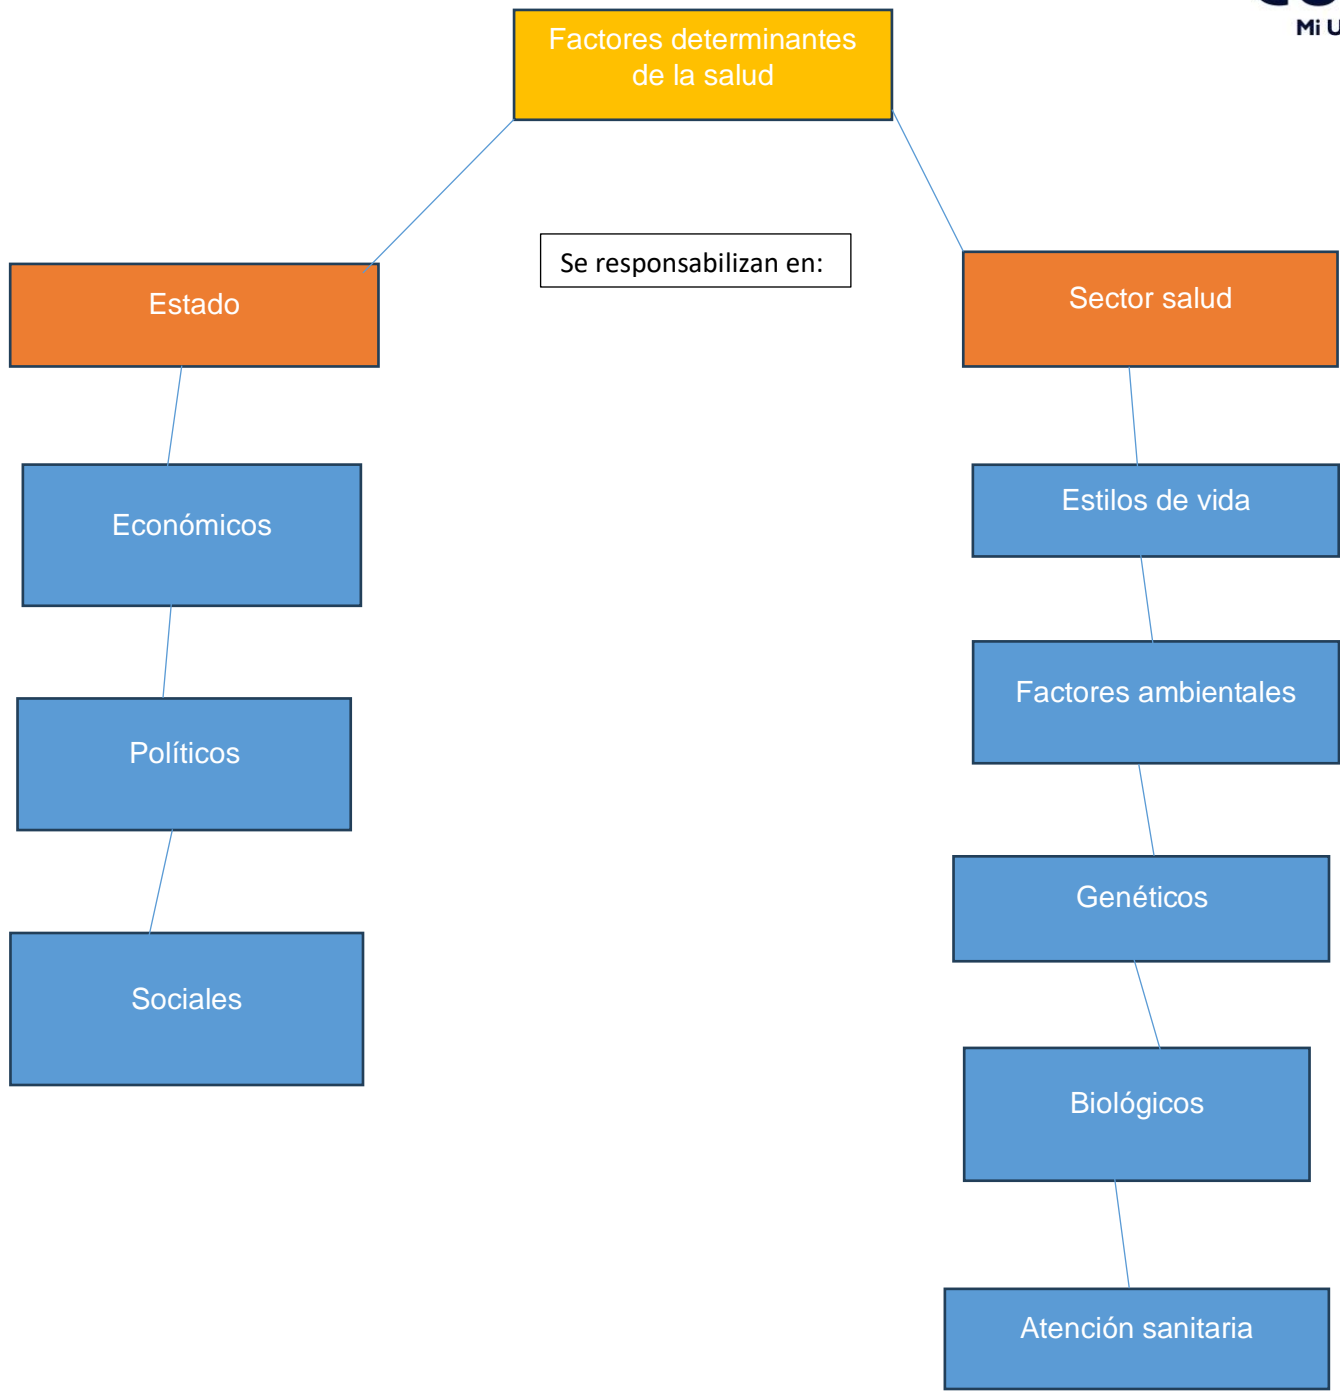 Mi U
Factores determinantes
de la salud
Se responsabilizan en:
Estado
Sector salud
Económicos
Estilos de vida
Políticos
Factores ambientales
Sociales
Genéticos
Biológicos
Atención sanitaria